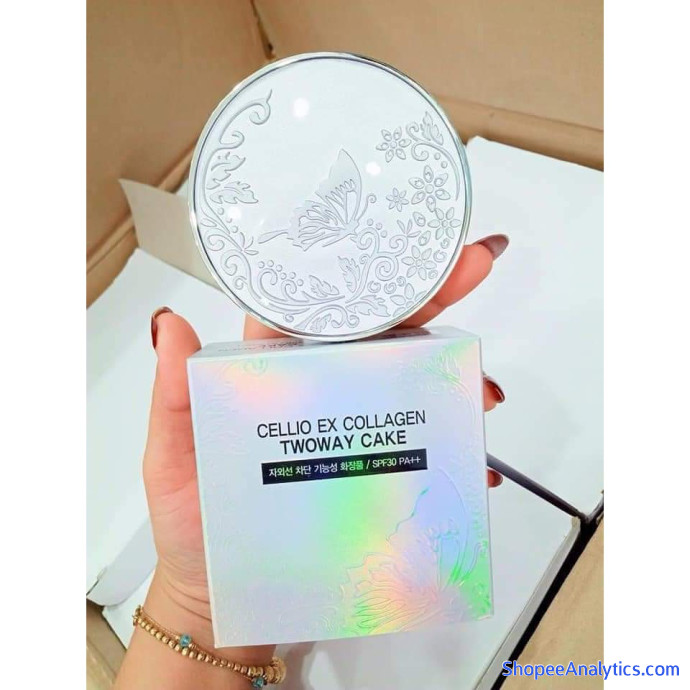 CELLIO EX COLLAGEN
TWOWAY CAKE
자외선 차단 기능성 화장품 / SPF30 PA++
ShopeeAnalytics.com